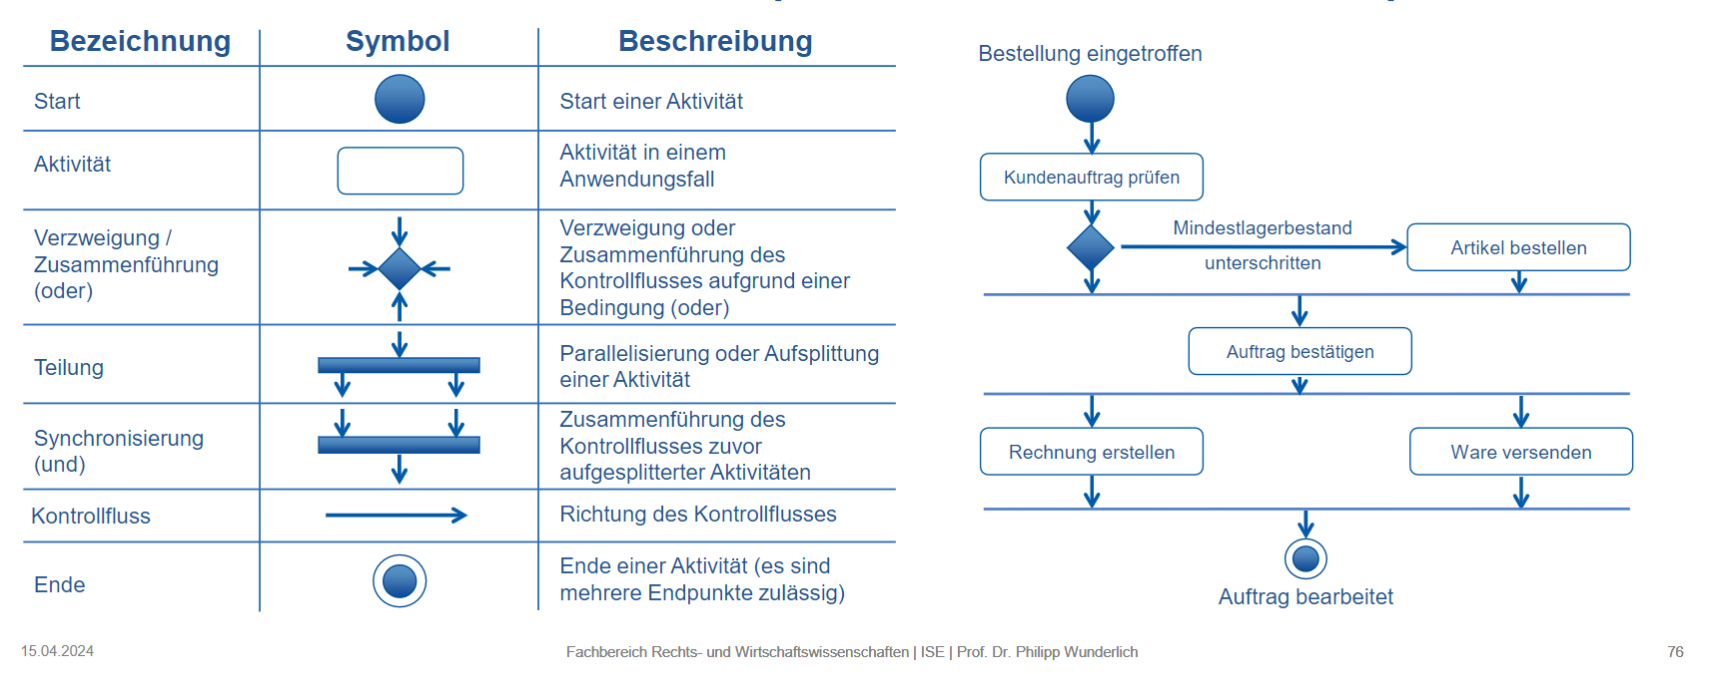 Bezeichnung
Symbol
Beschreibung
Start
Start einer Aktivität
Aktivität
Aktivität in einem
Anwendungsfall
Verzweigung /
Zusammenführung
(oder)
Verzweigung oder
Zusammenführung des
Kontrollflusses aufgrund einer
Bedingung (oder)
Teilung
Parallelisierung oder Aufsplittung
einer Aktivität
Synchronisierung
(und)
Zusammenführung des
Kontrollflusses zuvor
aufgesplitterter Aktivitäten
Kontrollfluss
Richtung des Kontrollflusses
Ende
Ende einer Aktivität (es sind
mehrere Endpunkte zulässig)
Bestellung eingetroffen
Kundenauftrag prüfen
Mindestlagerbestand
unterschritten
Artikel bestellen
Auftrag bestätigen
Rechnung erstellen
Ware versenden
Auftrag bearbeitet
15.04.2024
Fachbereich Rechts- und Wirtschaftswissenschaften | ISE | Prof. Dr. Philipp Wunderlich
76